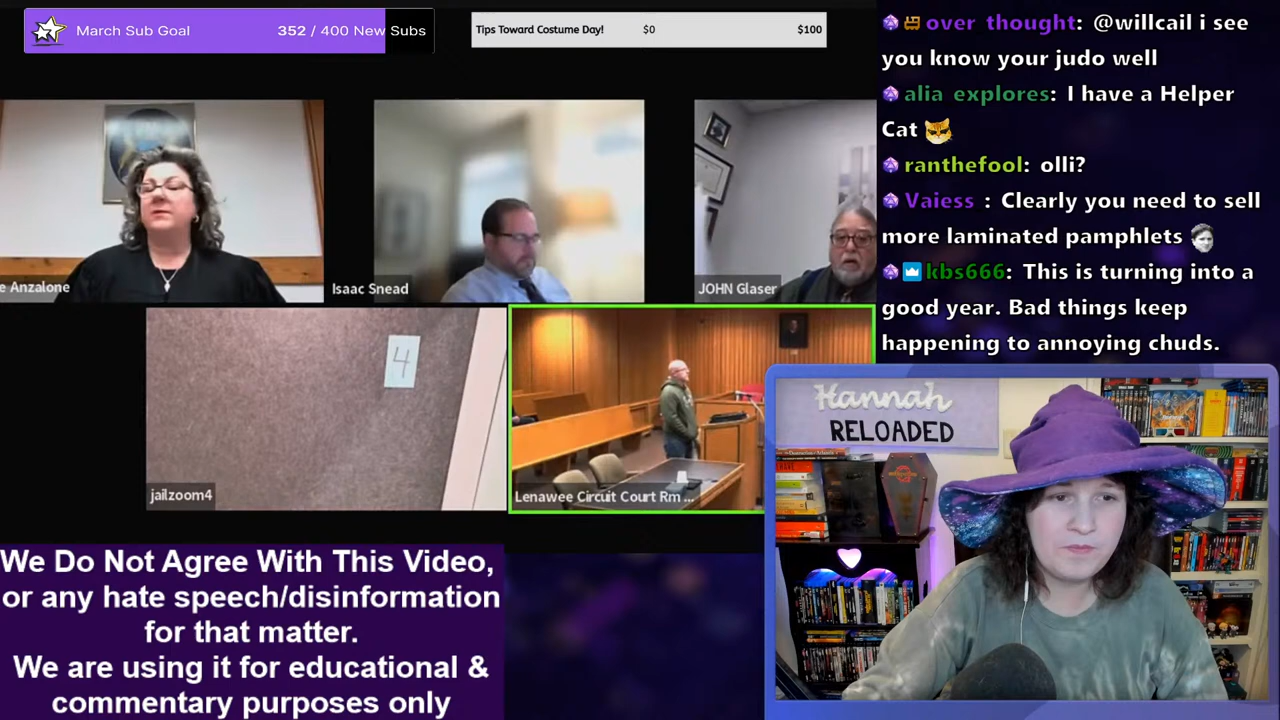 March Sub Goal 352 / 400 New Subs
Tips Toward Costume Day! $0 $100
over thought: @willcail i see
you know your judo well
alia explores: I have a Helper
Cat
ranthefool: olli?
Vaiess : Clearly you need to sell
more laminated pamphlets
kbs666: This is turning into a
good year. Bad things keep
happening to annoying chuds.
e Anzalone
Isaac Snead
JOHN Glaser
4
jailzoom4
Lenawee Circuit Court Rm ...
Hannah
RELOADED
We Do Not Agree With This Video,
or any hate speech/disinformation
for that matter.
We are using it for educational &
commentary purposes only